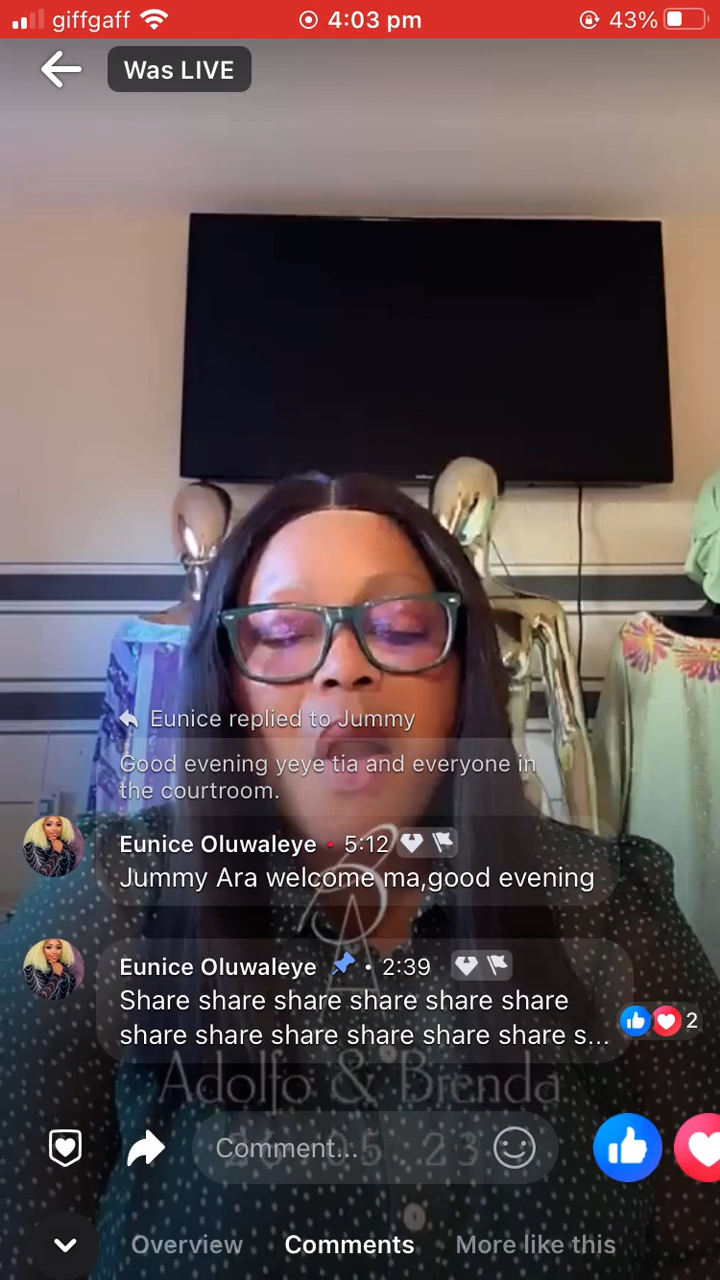 giffgaff
4:03 pm
43%
Was LIVE
Eunice replied to Jummy
Good evening yeye tia and everyone in
the courtroom.
Eunice Oluwaleye • 5:12
Jummy Ara welcome ma,good evening
Eunice Oluwaleye • 2:39
Share share share share share share
share share share share share share s...
2
Adolfo & Brenda
Comment...
Overview Comments More like this